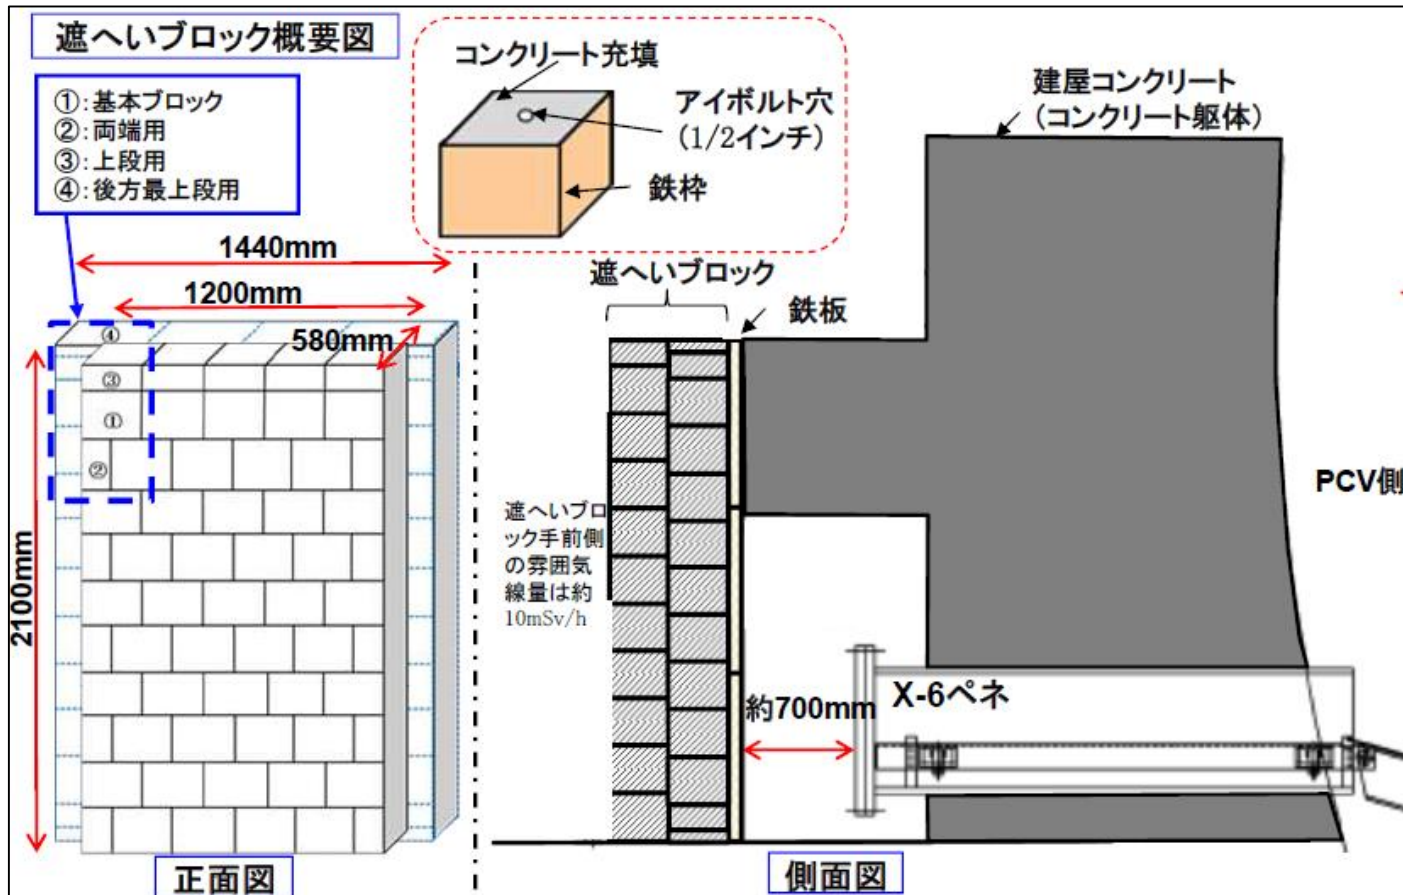 遮へいブロック概要図
①:基本ブロック
②:両端用
③:上段用
④:後方最上段用
コンクリート充填
アイボルト穴
(1/2インチ)
鉄枠
建屋コンクリート
(コンクリート躯体)
1440mm
1200mm
580mm
④
③
①
②
2100mm
正面図
遮へいブロック
鉄板
遮へいブロ
ック手前側
の雰囲気
線量は約
10mSv/h
PCV側
X-6ペネ
約700mm
側面図